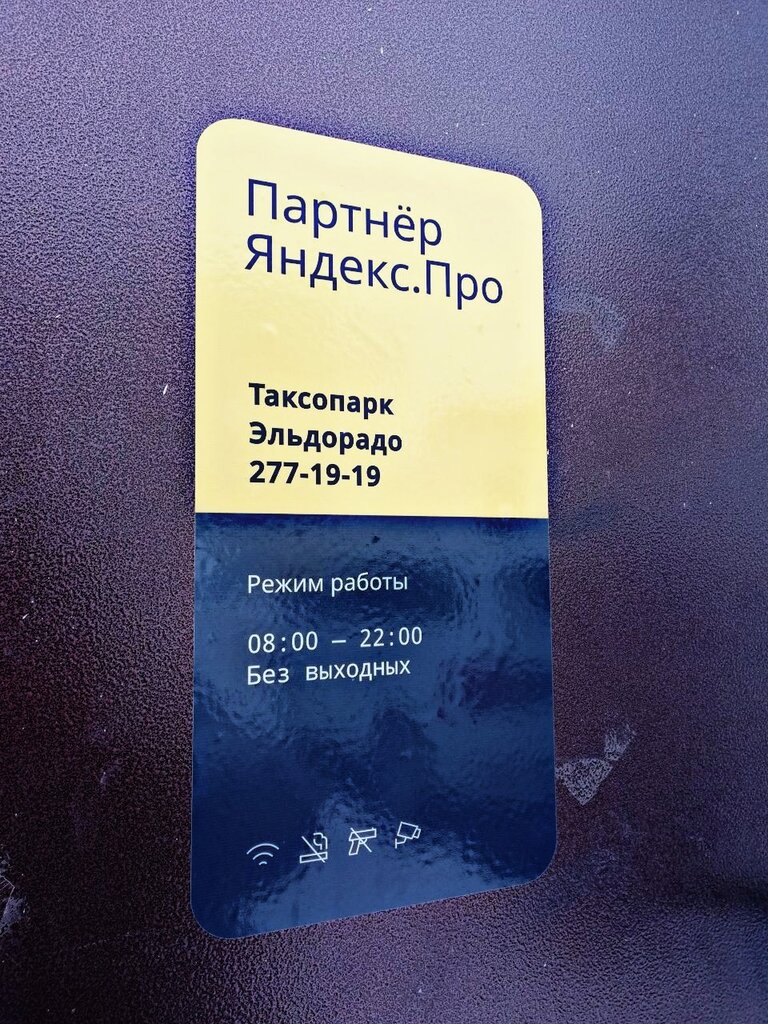 Партнёр
Яндекс.Про
Таксопарк
Эльдорадо
277-19-19
Режим работы
08:00 – 22:00
Без выходных